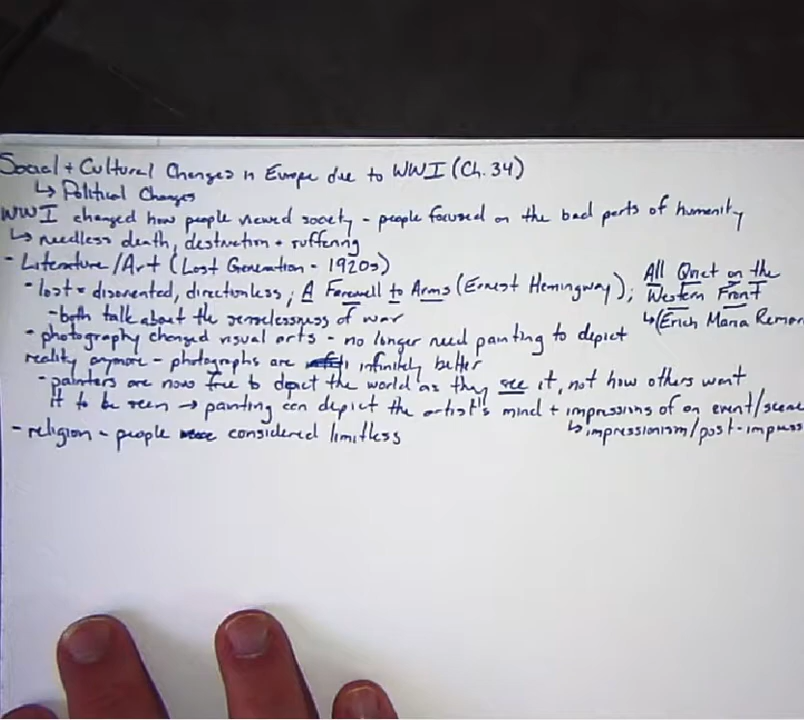 Social + Cultural Changes in Europe due to WWI (Ch. 34)
↳ Political Changes
WWI changed how people viewed society - people focused on the bad parts of humanity
↳ needless death, destruction + suffering
- Literature/Art (Lost Generation - 1920s)
- lost = disoriented, directionless; A Farewell to Arms (Ernest Hemingway); All Quiet on the
Western Front
↳ (Erich Maria Remar
- both talk about the senselessness of war
- photography changed visual arts - no longer need painting to depict
reality anymore - photographs are infinitely better
- painters are now free to depict the world as they see it, not how others want
it to be seen → painting can depict the artist's mind + impressions of an event/scene
↳ impressionism/post-impress
- religion - people considered limitless